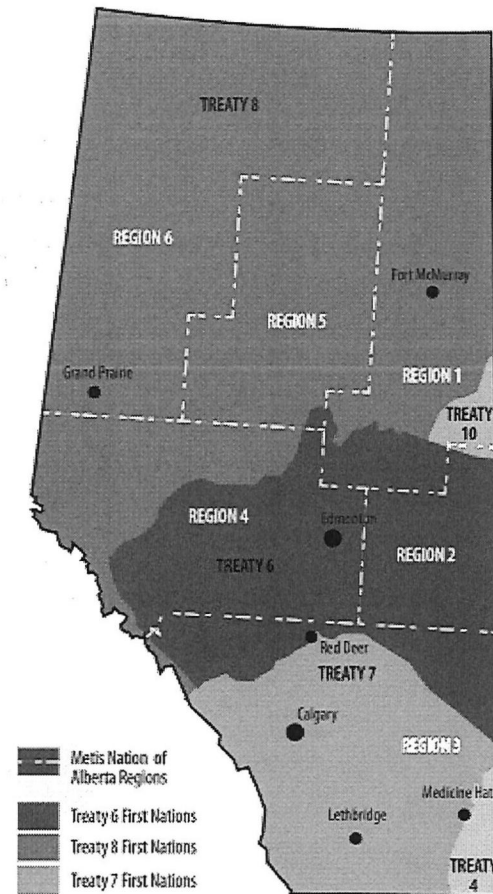 TREATY 8
REGION 6
Fort McMurray
REGION 5
Grand Prairie
REGION 1
TREATY
10
REGION 4
Edmonton
REGION 2
TREATY 6
Red Deer
TREATY 7
Calgary
REGION 3
Metis Nation of
Alberta Regions
Medicine Hat
Treaty 6 First Nations
Lethbridge
Treaty 8 First Nations
TREATY
4
Treaty 7 First Nations